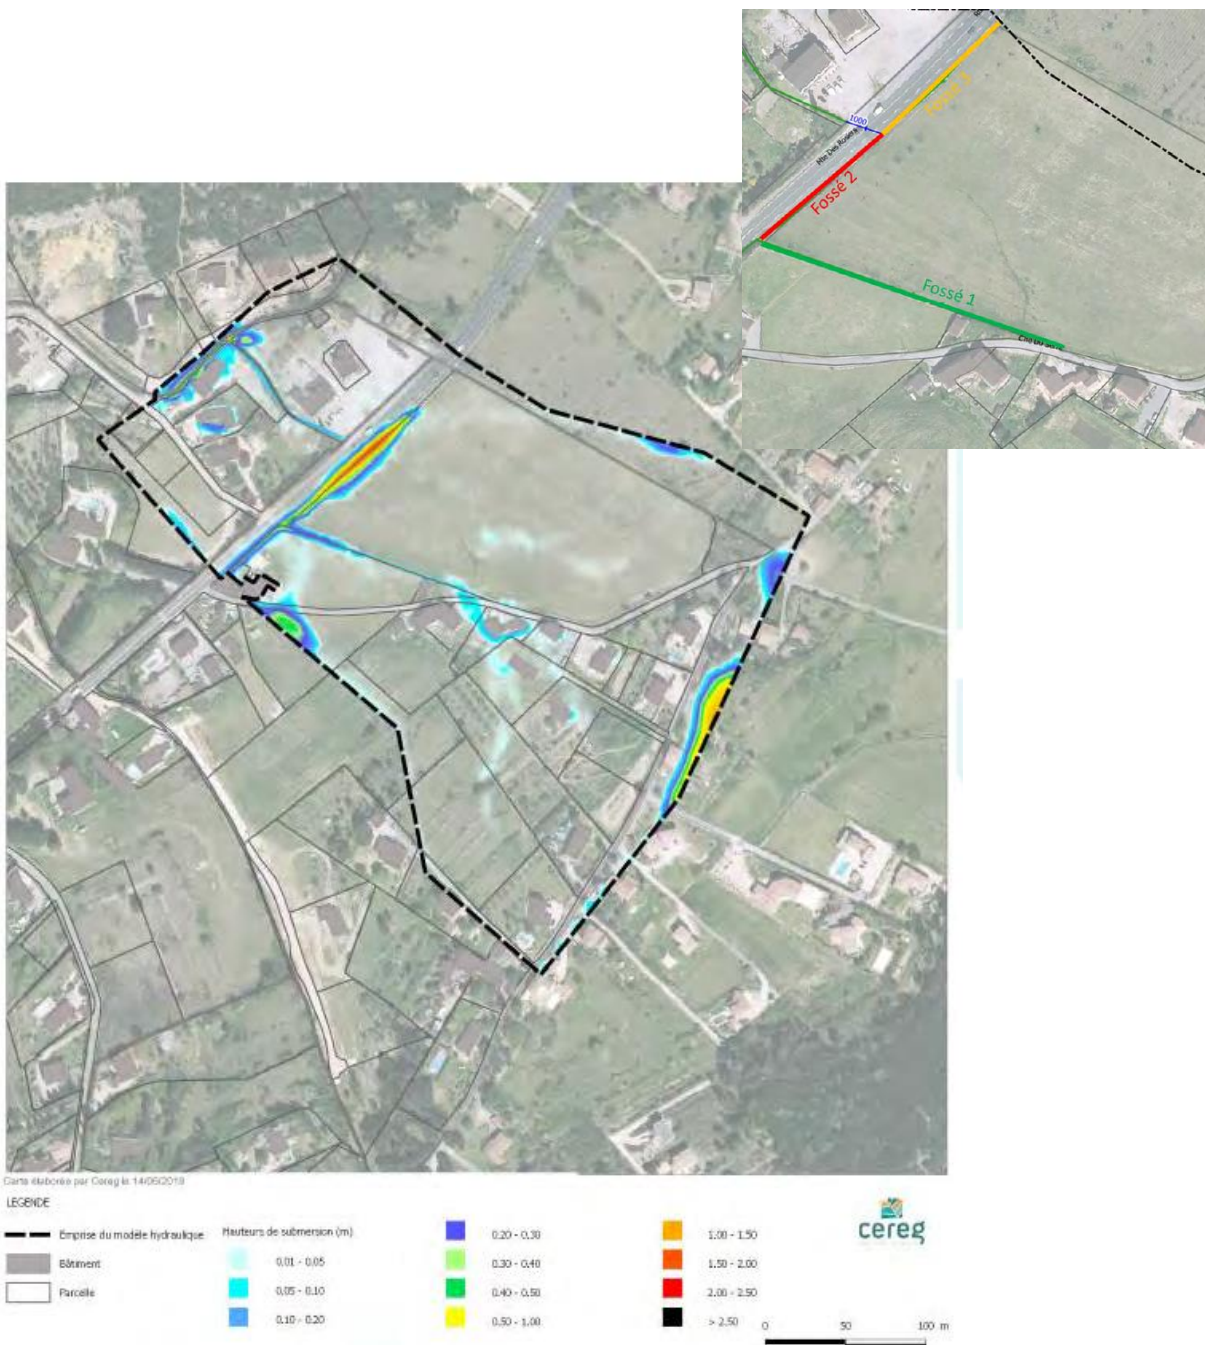 Fossé 3
1000
Fossé 2
Fossé 1
Carte élaborée par Cereg le 14/06/2019
LEGENDE
Emprise du modèle hydraulique
Bâtiment
Parcelle
Hauteurs de submersion (m)
0,01 - 0,05
0,05 - 0,10
0,10 - 0,20
0,20 - 0,30
0,30 - 0,40
0,40 - 0,50
0,50 - 1,00
1,00 - 1,50
1,50 - 2,00
2,00 - 2,50
> 2,50
cereg
0 50 100 m